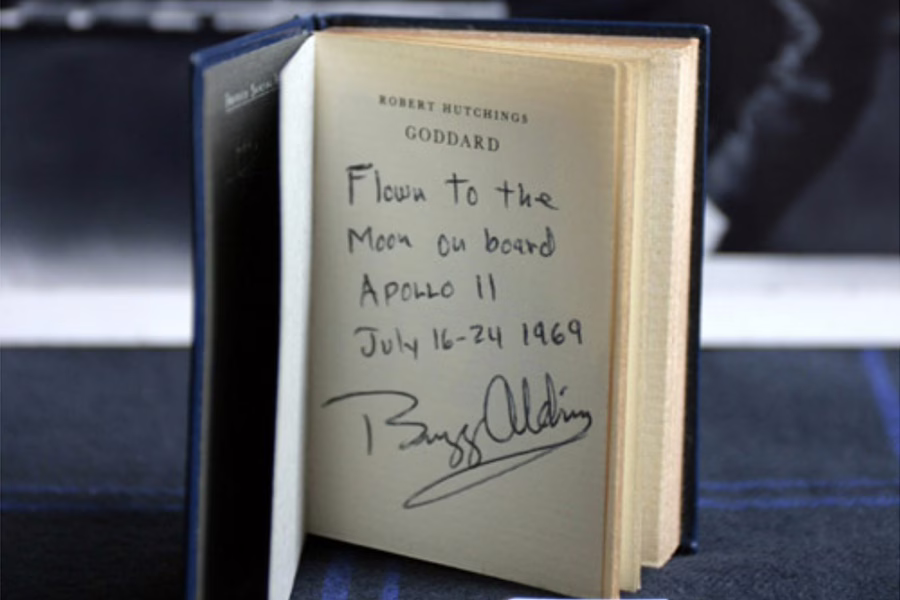 ROBERT HUTCHINGS
GODDARD
Flown to the
Moon on board
APOLLO 11
July 16-24 1969
Buzz Aldrin